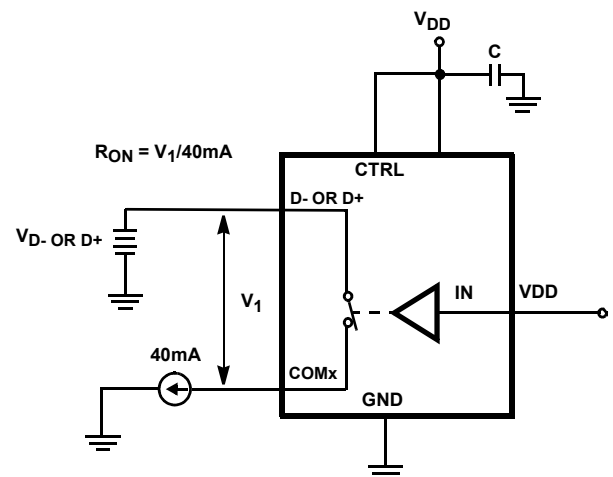 VDD
C
RON = V1/40mA
CTRL
D- OR D+
VD- OR D+
V1
IN
VDD
40mA
COMx
GND